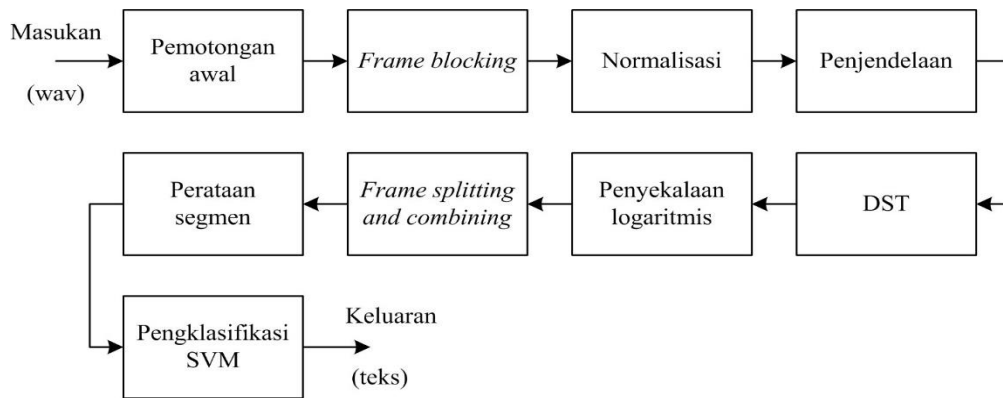 Masukan
(wav)
Pemotongan
awal
Frame blocking
Normalisasi
Penjendelaan
DST
Penyekalaan
logaritmis
Frame splitting
and combining
Perataan
segmen
Pengklasifikasi
SVM
Keluaran
(teks)